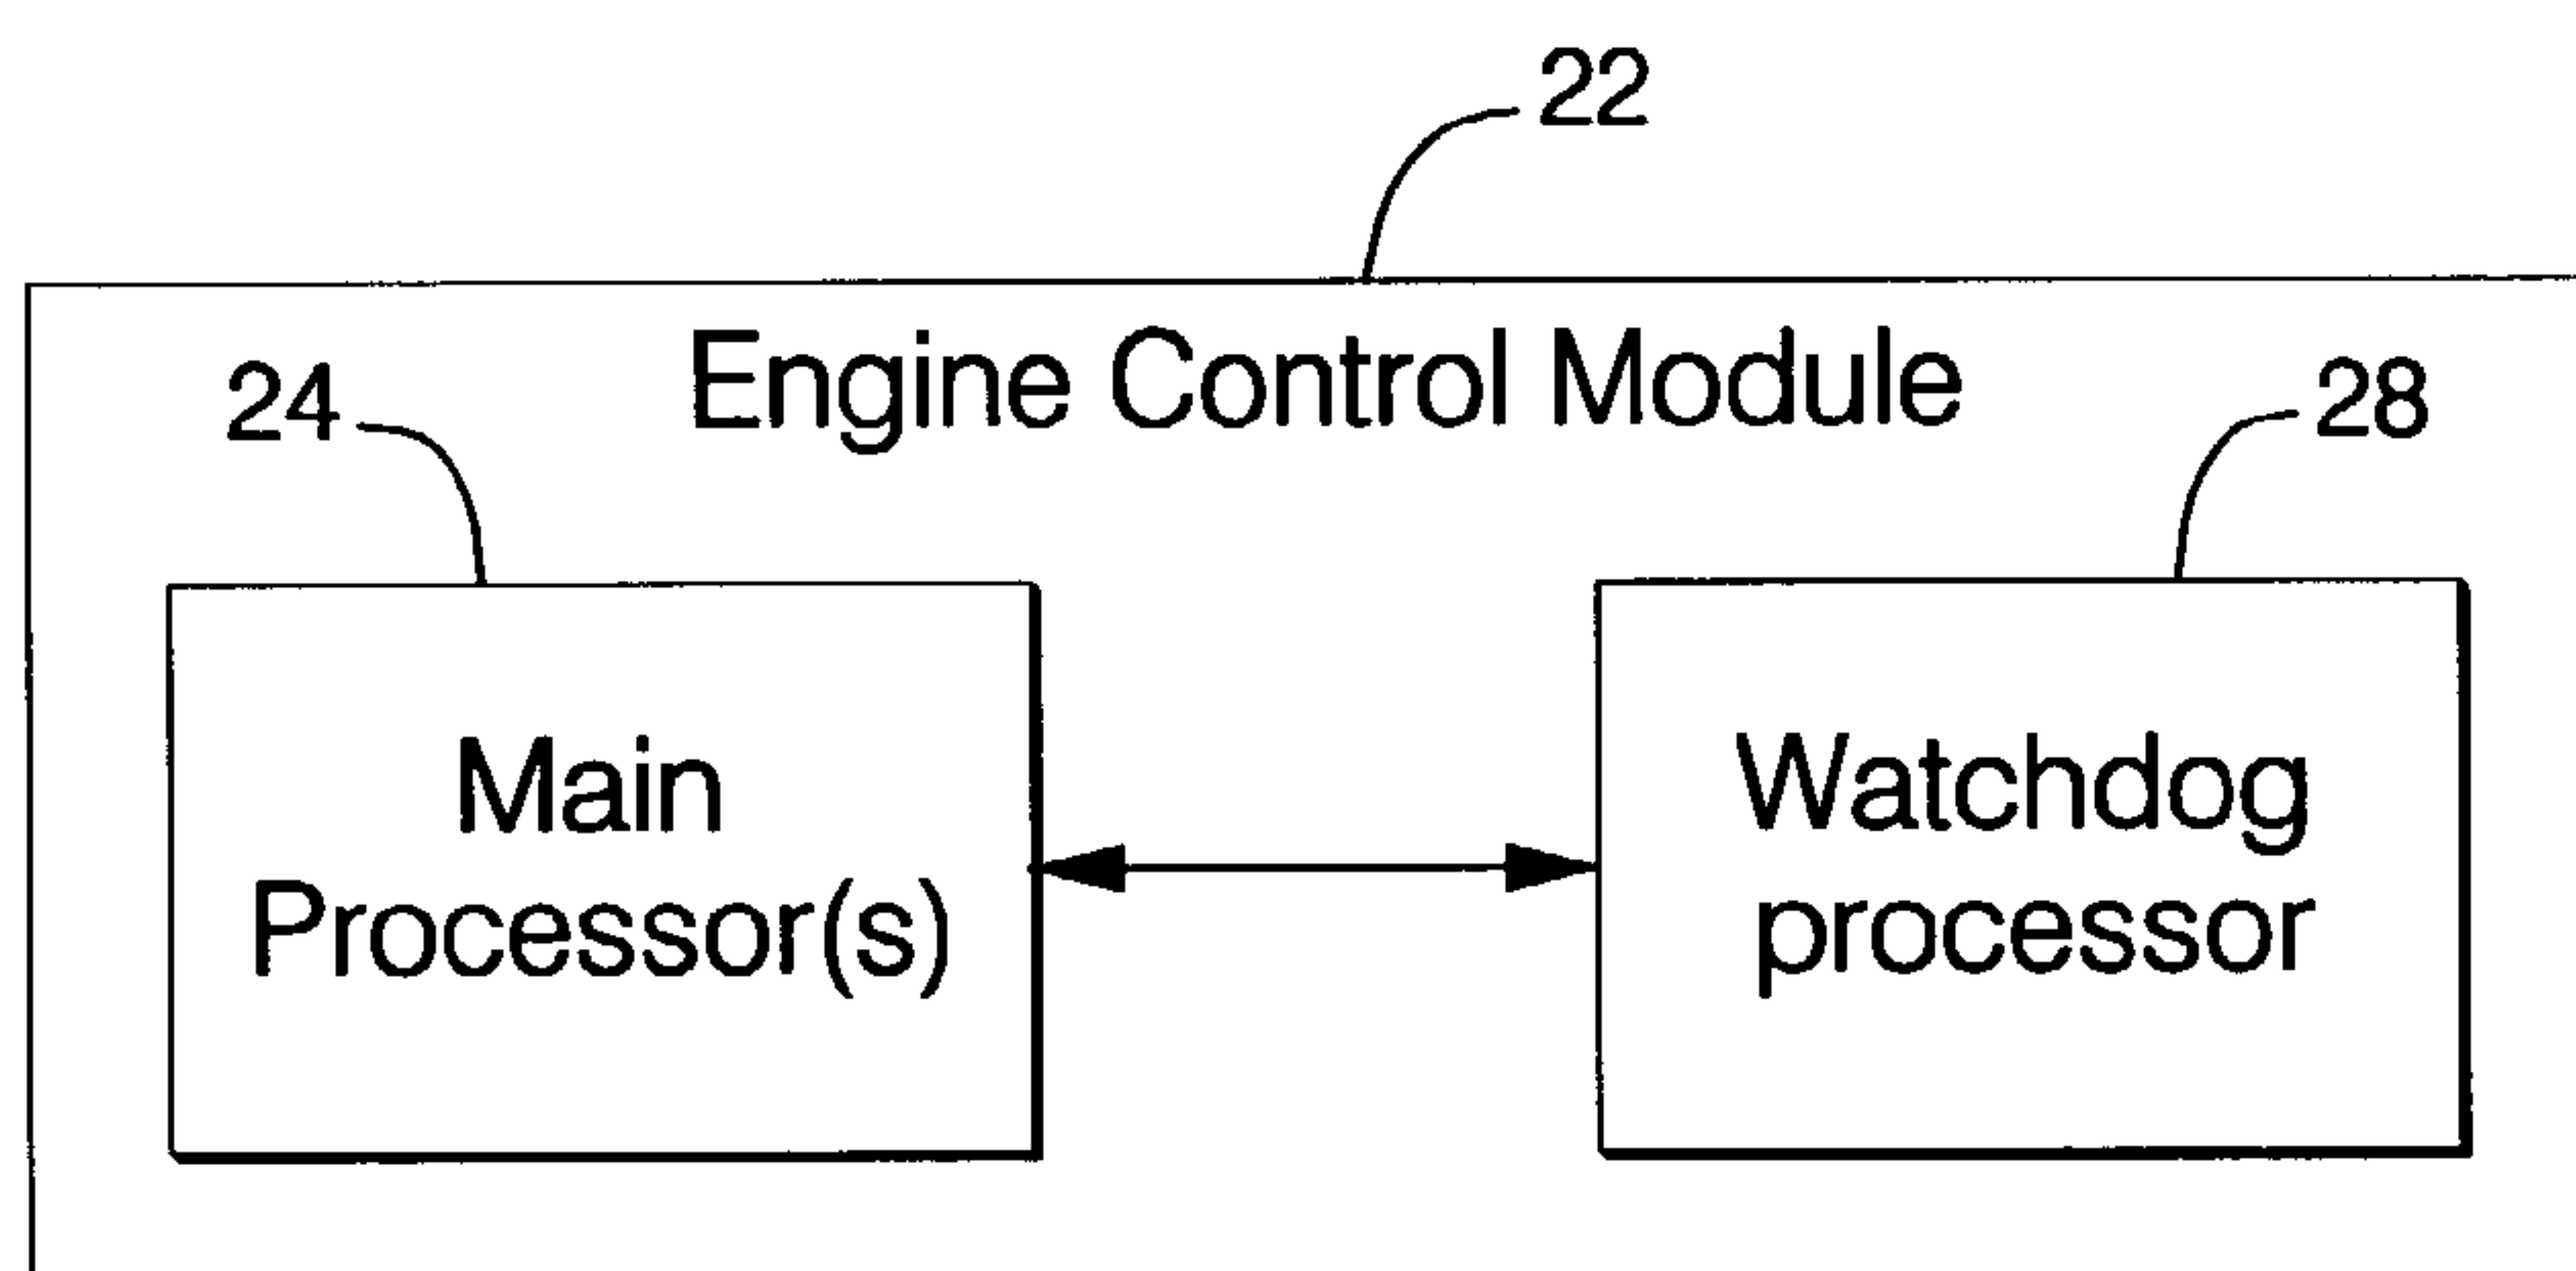 22
Engine Control Module
24
28
Main
Processor(s)
Watchdog
processor